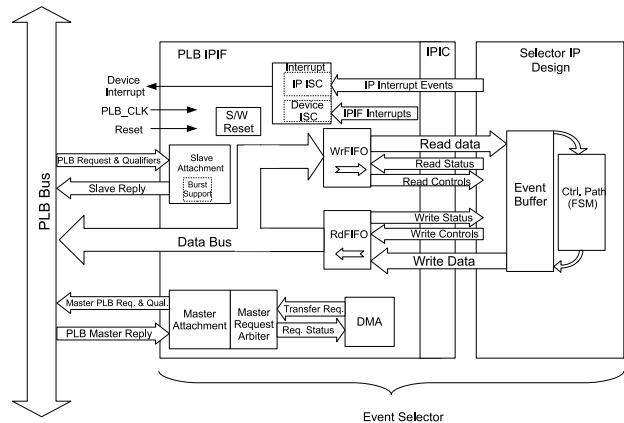 PLB IPIF
IPIC
Selector IP
Design
Interrupt
IP ISC
Device
ISC
IP Interrupt Events
IPIF Interrupts
Device
Interrupt
PLB_CLK
Reset
S/W
Reset
PLB Bus
PLB Request & Qualifiers
Slave Reply
Slave
Attachment
Burst
Support
WrFIFO
Read data
Read Status
Read Controls
Event
Buffer
Ctrl. Path
(FSM)
Data Bus
RdFIFO
Write Status
Write Controls
Write Data
Master PLB Req. & Qual.
PLB Master Reply
Master
Attachment
Master
Request
Arbiter
Transfer Req.
Req. Status
DMA
Event Selector